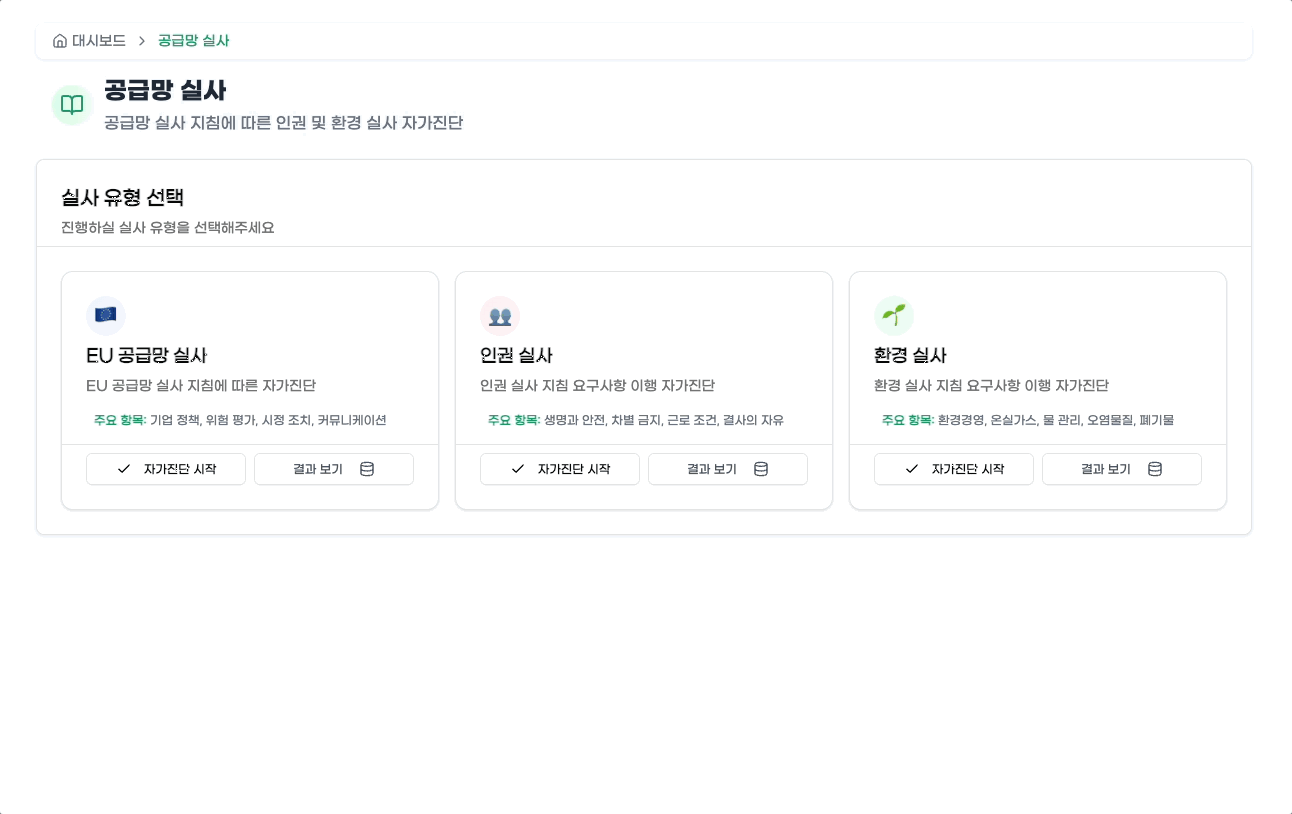 대시보드 > 공급망 실사
공급망 실사
공급망 실사 지침에 따른 인권 및 환경 실사 자가진단
실사 유형 선택
진행하실 실사 유형을 선택해주세요
EU 공급망 실사
EU 공급망 실사 지침에 따른 자가진단
주요 항목: 기업 정책, 위험 평가, 시정 조치, 커뮤니케이션
자가진단 시작
결과 보기
인권 실사
인권 실사 지침 요구사항 이행 자가진단
주요 항목: 생명과 안전, 차별 금지, 근로 조건, 결사의 자유
자가진단 시작
결과 보기
환경 실사
환경 실사 지침 요구사항 이행 자가진단
주요 항목: 환경경영, 온실가스, 물 관리, 오염물질, 폐기물
자가진단 시작
결과 보기